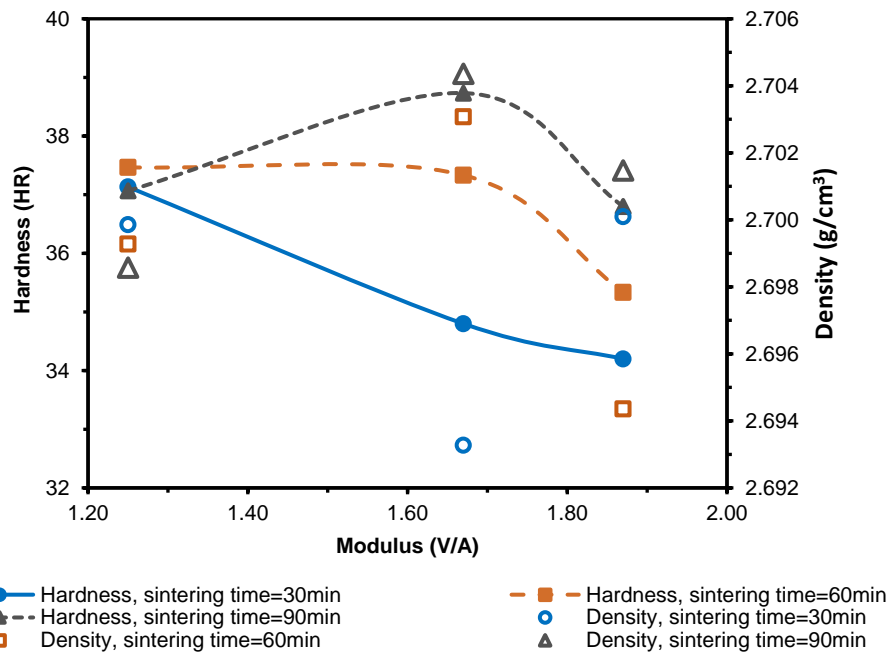 40
38
36
34
32
Hardness (HR)
2.706
2.704
2.702
2.700
2.698
2.696
2.694
2.692
Density (g/cm³)
1.20
1.40
1.60
1.80
2.00
Modulus (V/A)
Hardness, sintering time=30min
Hardness, sintering time=60min
Hardness, sintering time=90min
Density, sintering time=30min
Density, sintering time=60min
Density, sintering time=90min